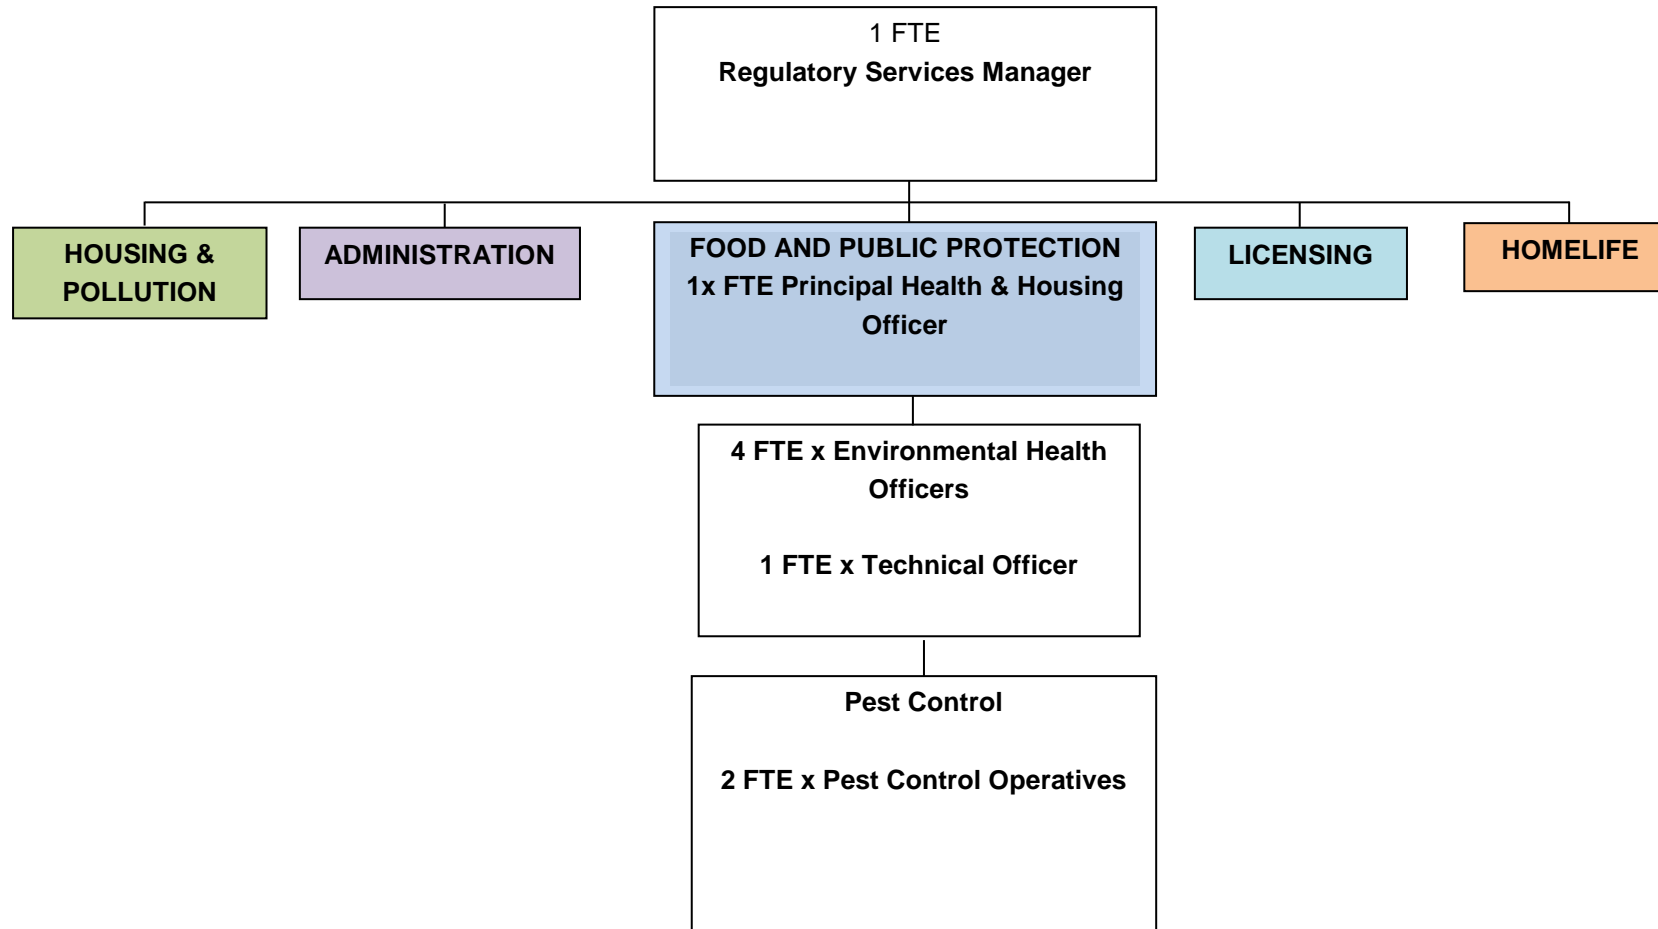 1 FTE
Regulatory Services Manager
HOUSING &
POLLUTION
ADMINISTRATION
FOOD AND PUBLIC PROTECTION
1x FTE Principal Health & Housing
Officer
LICENSING
HOMELIFE
4 FTE x Environmental Health
Officers
1 FTE x Technical Officer
Pest Control
2 FTE x Pest Control Operatives